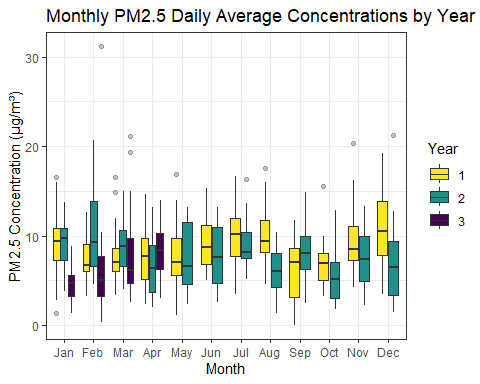 Monthly PM2.5 Daily Average Concentrations by Year
PM2.5 Concentration (µg/m³)
30
20
10
0
Jan Feb Mar Apr May Jun Jul Aug Sep Oct Nov Dec
Month
Year
1
2
3